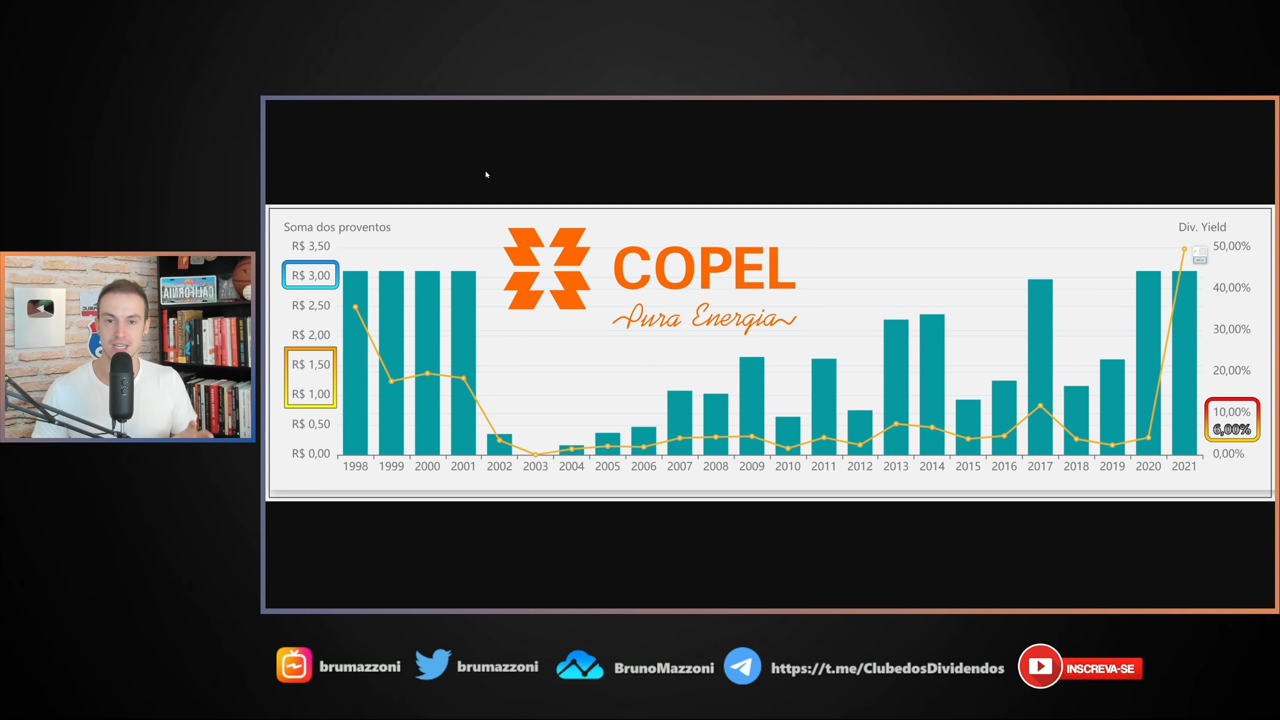 Soma dos proventos
Div. Yield
R$ 3,50
R$ 3,00
R$ 2,50
R$ 2,00
R$ 1,50
R$ 1,00
R$ 0,50
R$ 0,00
COPEL
Pura Energia
50,00%
40,00%
30,00%
20,00%
10,00%
6,00%
0,00%
1998 1999 2000 2001 2002 2003 2004 2005 2006 2007 2008 2009 2010 2011 2012 2013 2014 2015 2016 2017 2018 2019 2020 2021
CALIFORNIA
brumazzoni brumazzoni BrunoMazzoni https://t.me/ClubedosDividendos INSCREVA-SE